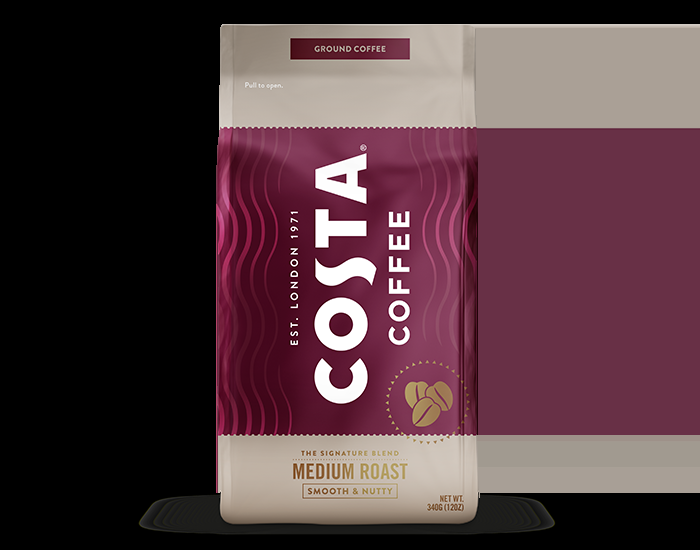 GROUND COFFEE
Pull to open.
EST. LONDON 1971
COSTA®
COFFEE
THE SIGNATURE BLEND
MEDIUM ROAST
SMOOTH & NUTTY
NET WT.
340G (12OZ)